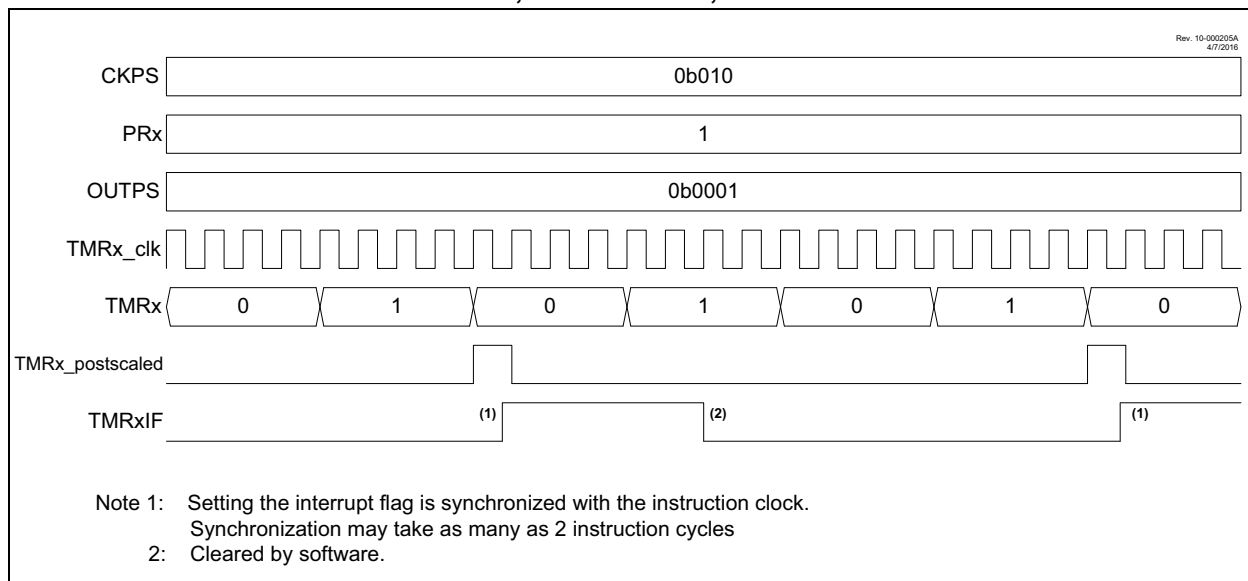 Rev. 10-000205A
4/7/2016
CKPS 0b010
PRx 1
OUTPS 0b0001
TMRx_clk
TMRx 0 1 0 1 0 1 0
TMRx_postscaled
TMRxIF (1) (2) (1)
Note 1: Setting the interrupt flag is synchronized with the instruction clock.
Synchronization may take as many as 2 instruction cycles
2: Cleared by software.